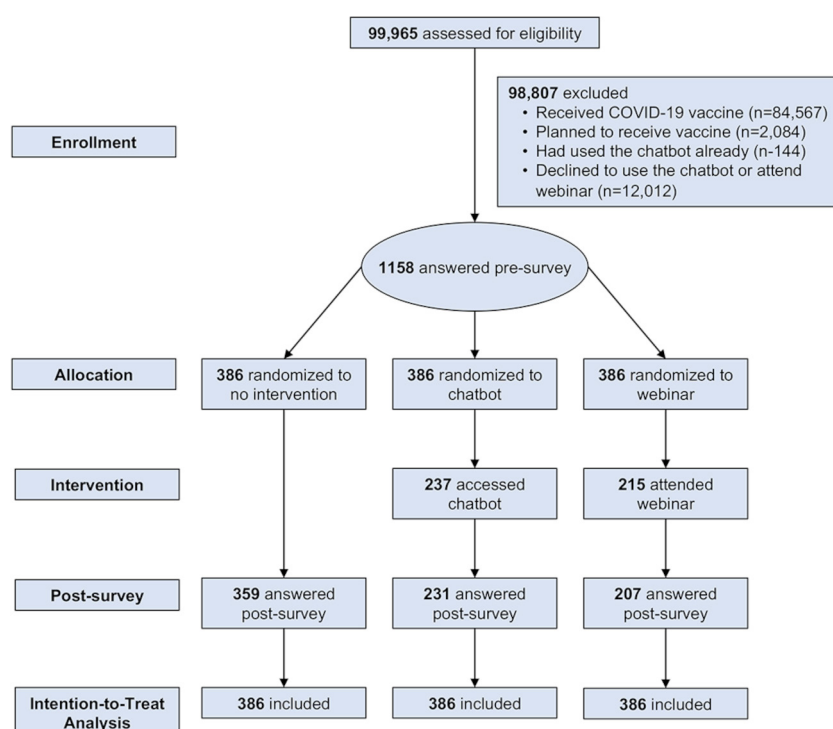 99,965 assessed for eligibility
98,807 excluded
• Received COVID-19 vaccine (n=84,567)
• Planned to receive vaccine (n=2,084)
• Had used the chatbot already (n-144)
• Declined to use the chatbot or attend
webinar (n=12,012)
Enrollment
1158 answered pre-survey
Allocation
386 randomized to
no intervention
386 randomized to
chatbot
386 randomized to
webinar
Intervention
237 accessed
chatbot
215 attended
webinar
Post-survey
359 answered
post-survey
231 answered
post-survey
207 answered
post-survey
Intention-to-Treat
Analysis
386 included
386 included
386 included